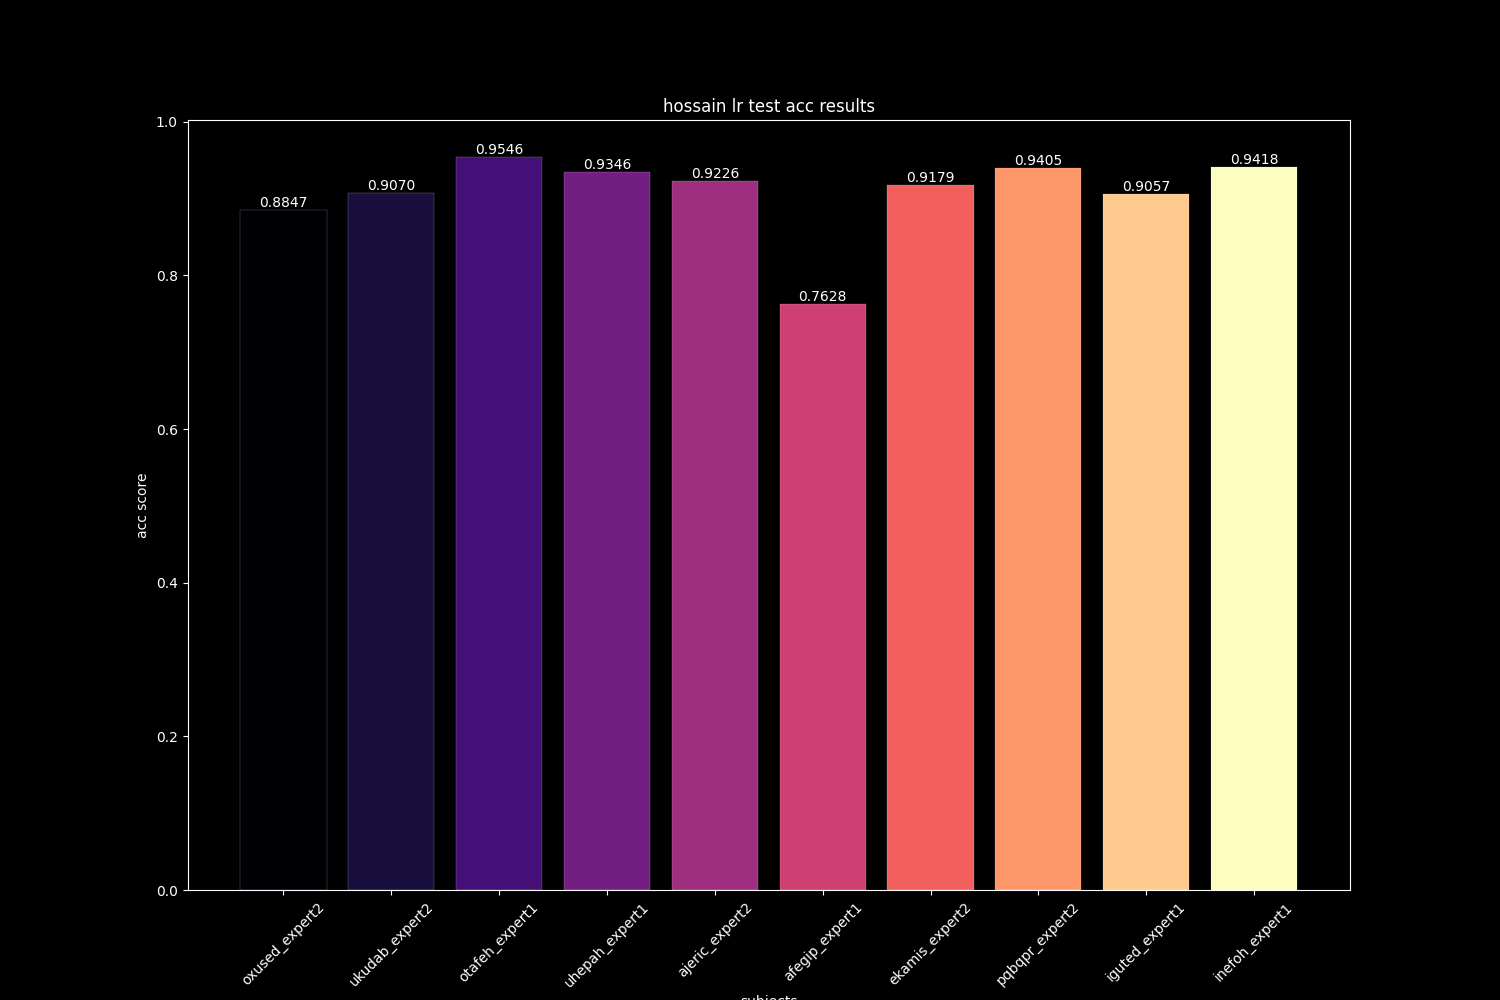 hossain lr test acc results
1.0
0.8
0.6
0.4
0.2
0.0
acc score
0.8847
0.9070
0.9546
0.9346
0.9226
0.7628
0.9179
0.9405
0.9057
0.9418
oxused_expert2
ukudab_expert2
otafeh_expert1
uhepah_expert1
ajeric_expert2
afegip_expert1
ekamis_expert2
pqbqpr_expert2
iguted_expert1
inefoh_expert1
subjects